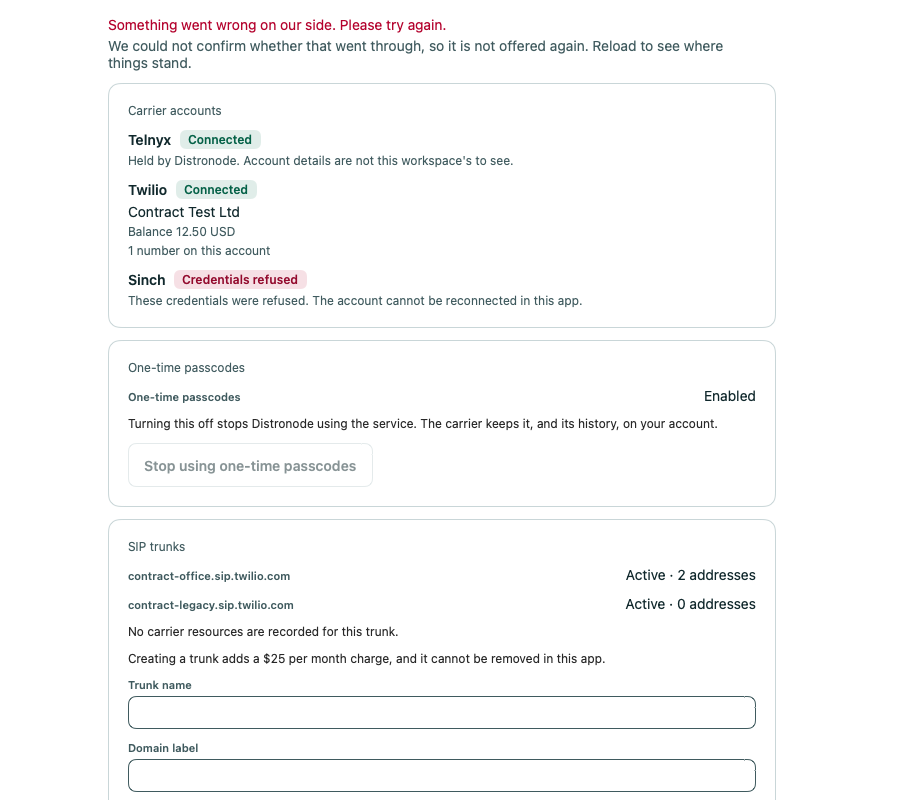 Something went wrong on our side. Please try again.
We could not confirm whether that went through, so it is not offered again. Reload to see where
things stand.
Carrier accounts
Telnyx Connected
Held by Distronode. Account details are not this workspace's to see.
Twilio Connected
Contract Test Ltd
Balance 12.50 USD
1 number on this account
Sinch Credentials refused
These credentials were refused. The account cannot be reconnected in this app.
One-time passcodes
One-time passcodes Enabled
Turning this off stops Distronode using the service. The carrier keeps it, and its history, on your account.
Stop using one-time passcodes
SIP trunks
contract-office.sip.twilio.com Active · 2 addresses
contract-legacy.sip.twilio.com Active · 0 addresses
No carrier resources are recorded for this trunk.
Creating a trunk adds a $25 per month charge, and it cannot be removed in this app.
Trunk name
Domain label